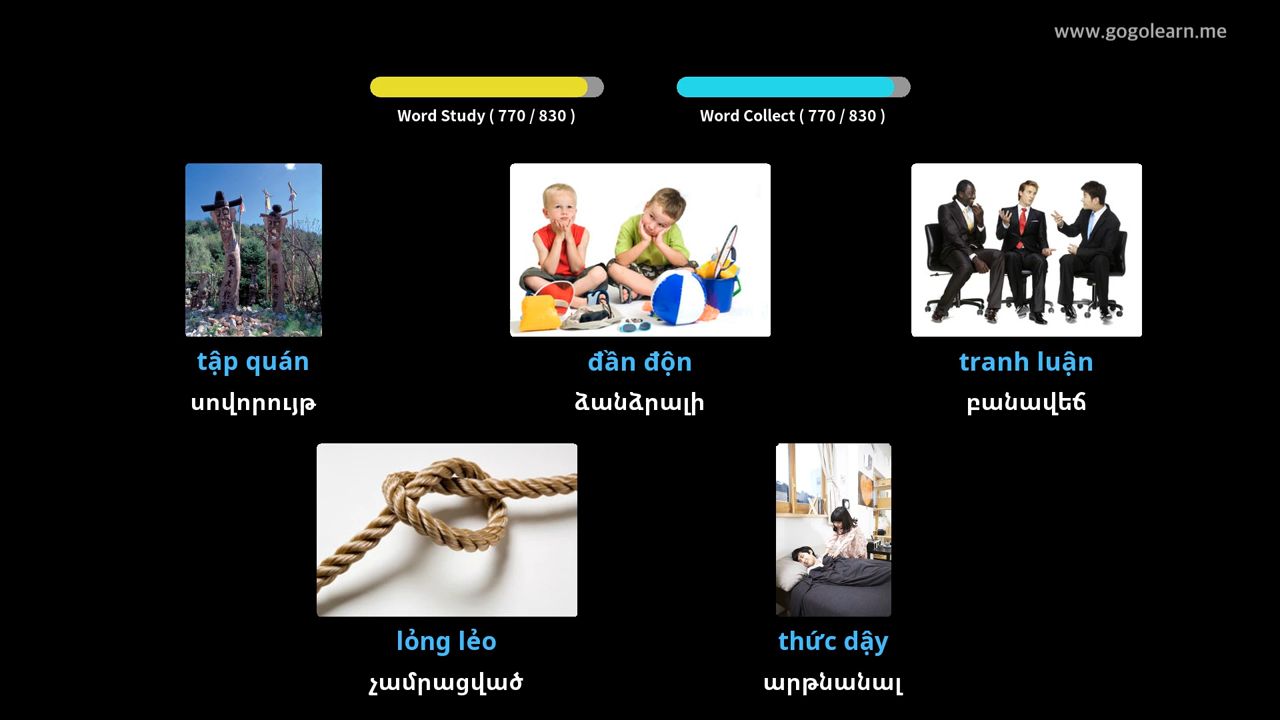 www.gogolearn.me
Word Study ( 770 / 830 )
Word Collect ( 770 / 830 )
tập quán
սովորույթ
đần độn
ձանձրալի
tranh luận
բանավեճ
lỏng lẻo
չամրացված
thức dậy
արթնանալ